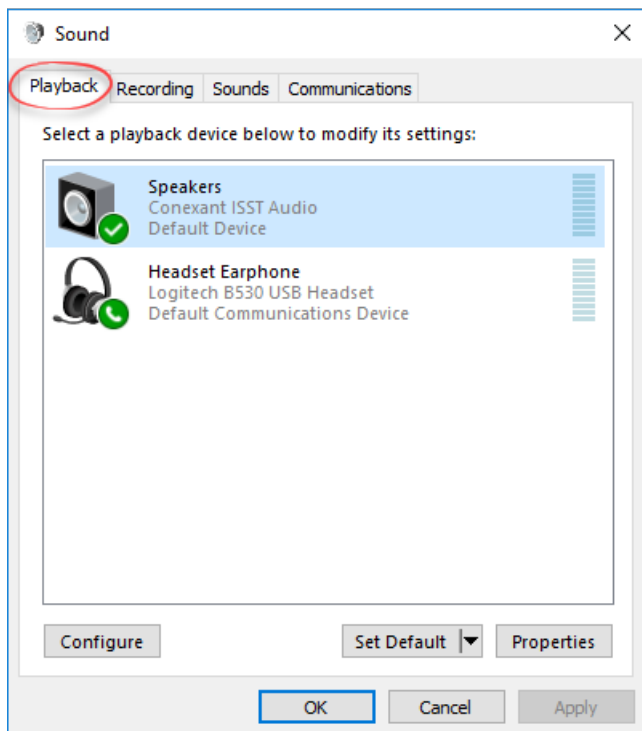 Sound
Playback Recording Sounds Communications
Select a playback device below to modify its settings:
Speakers
Conexant ISST Audio
Default Device
Headset Earphone
Logitech B530 USB Headset
Default Communications Device
Configure Set Default Properties
OK Cancel Apply